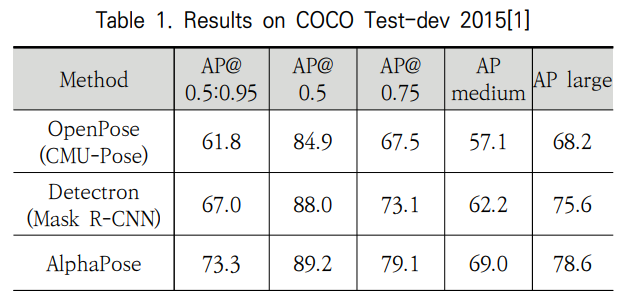 Table 1. Results on COCO Test-dev 2015[1]
Method AP@ 0.5:0.95 AP@ 0.5 AP@ 0.75 AP medium AP large
OpenPose (CMU-Pose) 61.8 84.9 67.5 57.1 68.2
Detectron (Mask R-CNN) 67.0 88.0 73.1 62.2 75.6
AlphaPose 73.3 89.2 79.1 69.0 78.6